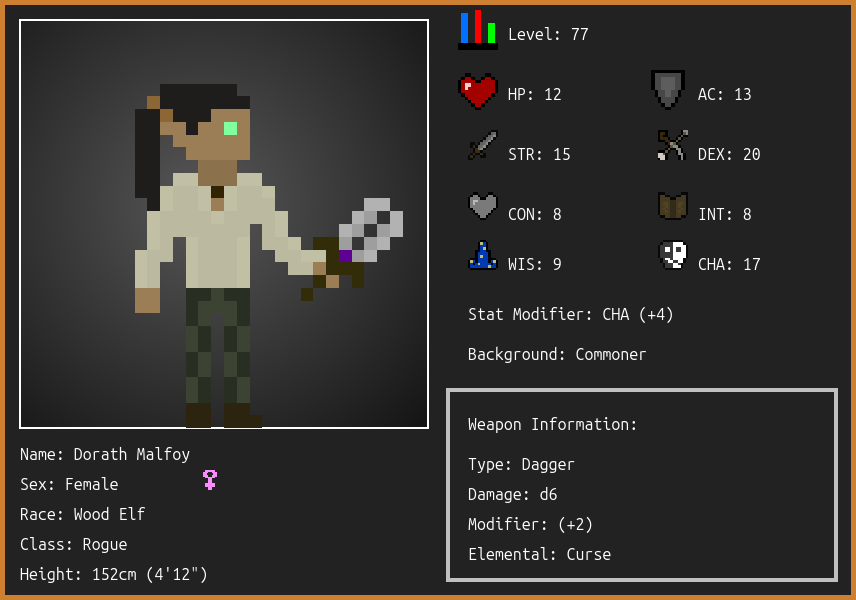 Level: 77
HP: 12
AC: 13
STR: 15
DEX: 20
CON: 8
INT: 8
WIS: 9
CHA: 17
Stat Modifier: CHA (+4)
Background: Commoner
Weapon Information:
Type: Dagger
Damage: d6
Modifier: (+2)
Elemental: Curse
Name: Dorath Malfoy
Sex: Female
Race: Wood Elf
Class: Rogue
Height: 152cm (4'12")